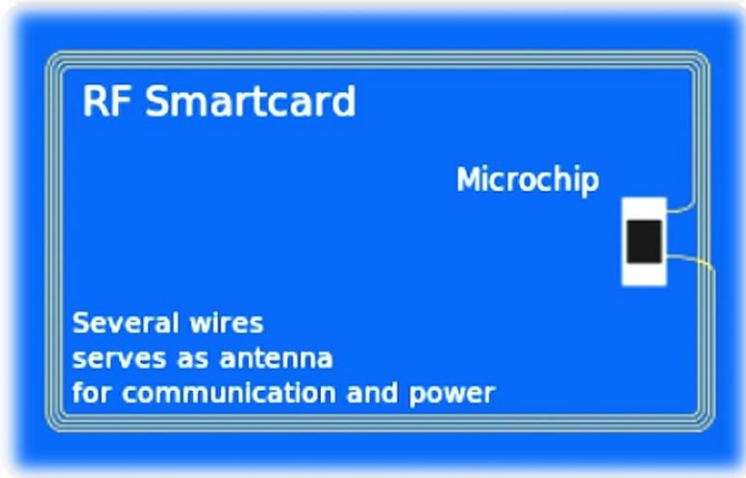 RF Smartcard
Microchip
Several wires
serves as antenna
for communication and power